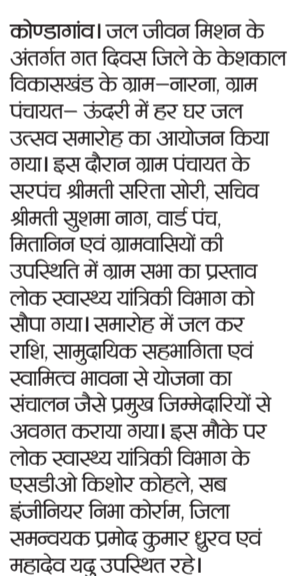 कोण्डागांव। जल जीवन मिशन के
अंतर्गत गत दिवस जिले के केशकाल
विकासखंड के ग्राम–नारना, ग्राम
पंचायत– ऊंदरी में हर घर जल
उत्सव समारोह का आयोजन किया
गया। इस दौरान ग्राम पंचायत के
सरपंच श्रीमती सरिता सोरी, सचिव
श्रीमती सुशमा नाग, वार्ड पंच,
मितानिन एवं ग्रामवासियों की
उपस्थिति में ग्राम सभा का प्रस्ताव
लोक स्वास्थ्य यांत्रिकी विभाग को
सौपा गया। समारोह में जल कर
राशि, सामुदायिक सहभागिता एवं
स्वामित्व भावना से योजना का
संचालन जैसे प्रमुख जिम्मेदारियों से
अवगत कराया गया। इस मौके पर
लोक स्वास्थ्य यांत्रिकी विभाग के
एसडीओ किशोर कोहले, सब
इंजीनियर निभा कोर्राम, जिला
समन्वयक प्रमोद कुमार ध्रुरव एवं
महादेव यदु उपस्थित रहे।